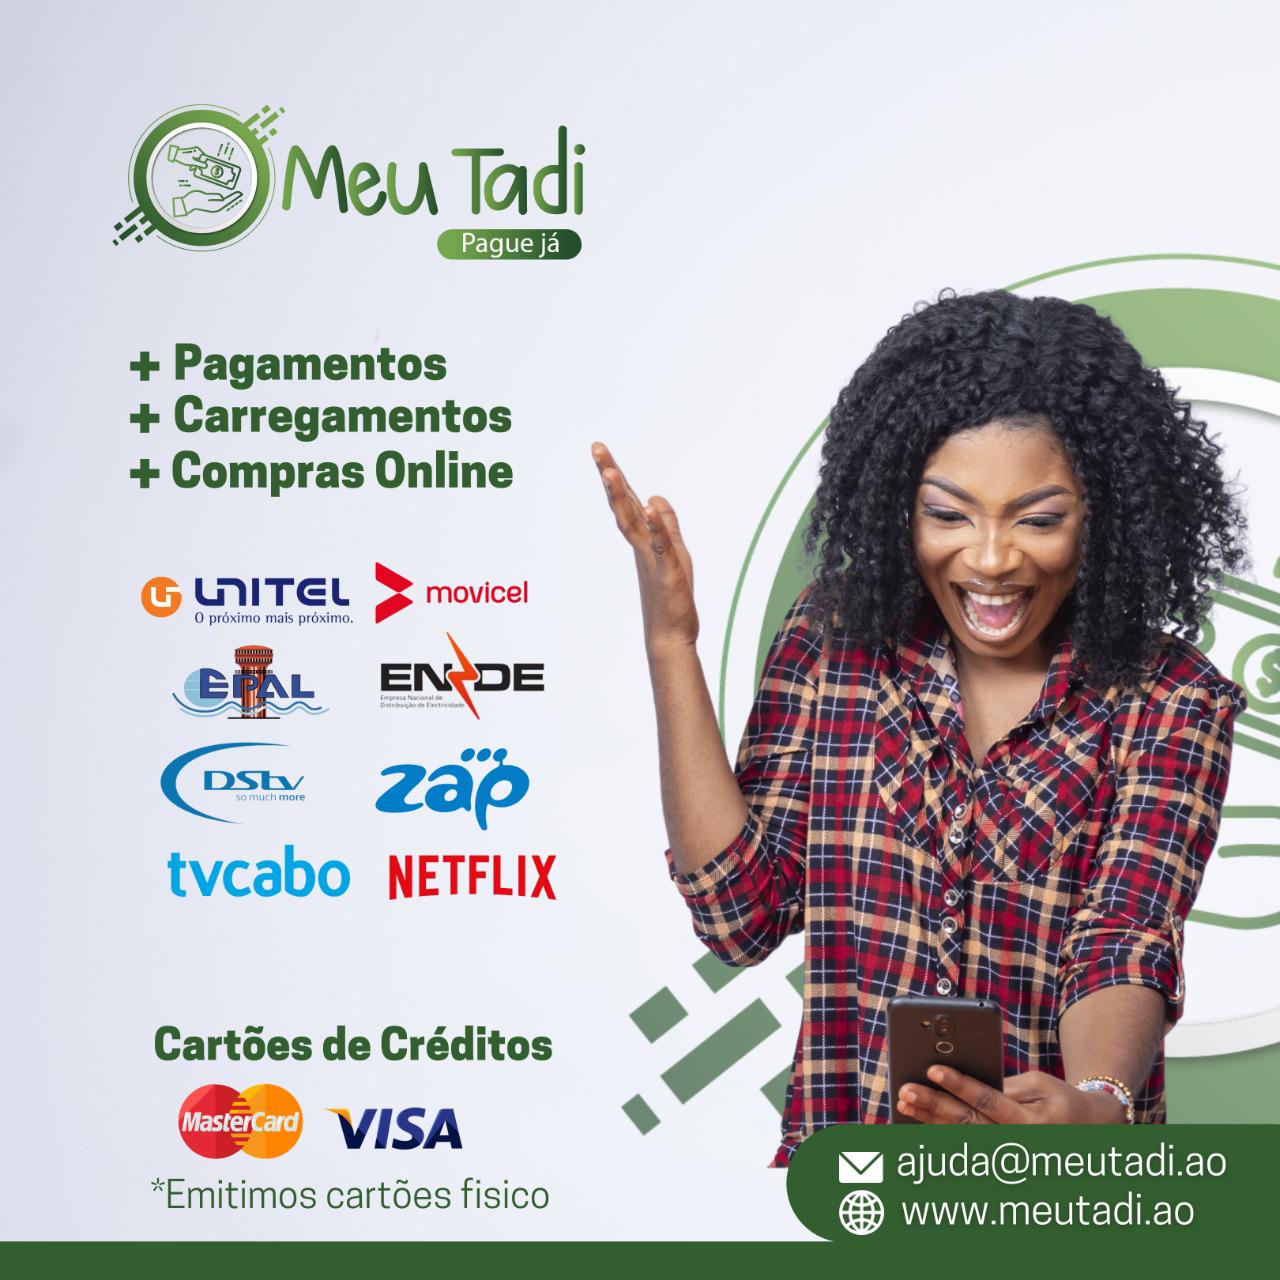 Meu Tadi
Pague já
+ Pagamentos
+ Carregamentos
+ Compras Online
UNITEL
O próximo mais próximo.
movicel
EPAL
ENDE
Empresa Nacional de
Distribuição de Electricidade
DStv
so much more
zap
tvcabo
NETFLIX
Cartões de Créditos
MasterCard
VISA
*Emitimos cartões fisico
ajuda@meutadi.ao
www.meutadi.ao